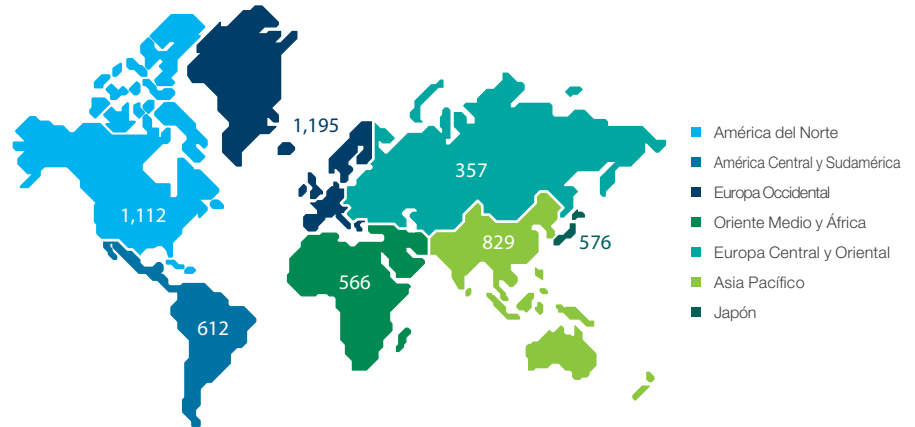 1,195
357
1,112
829
576
566
612
América del Norte
América Central y Sudamérica
Europa Occidental
Oriente Medio y África
Europa Central y Oriental
Asia Pacífico
Japón